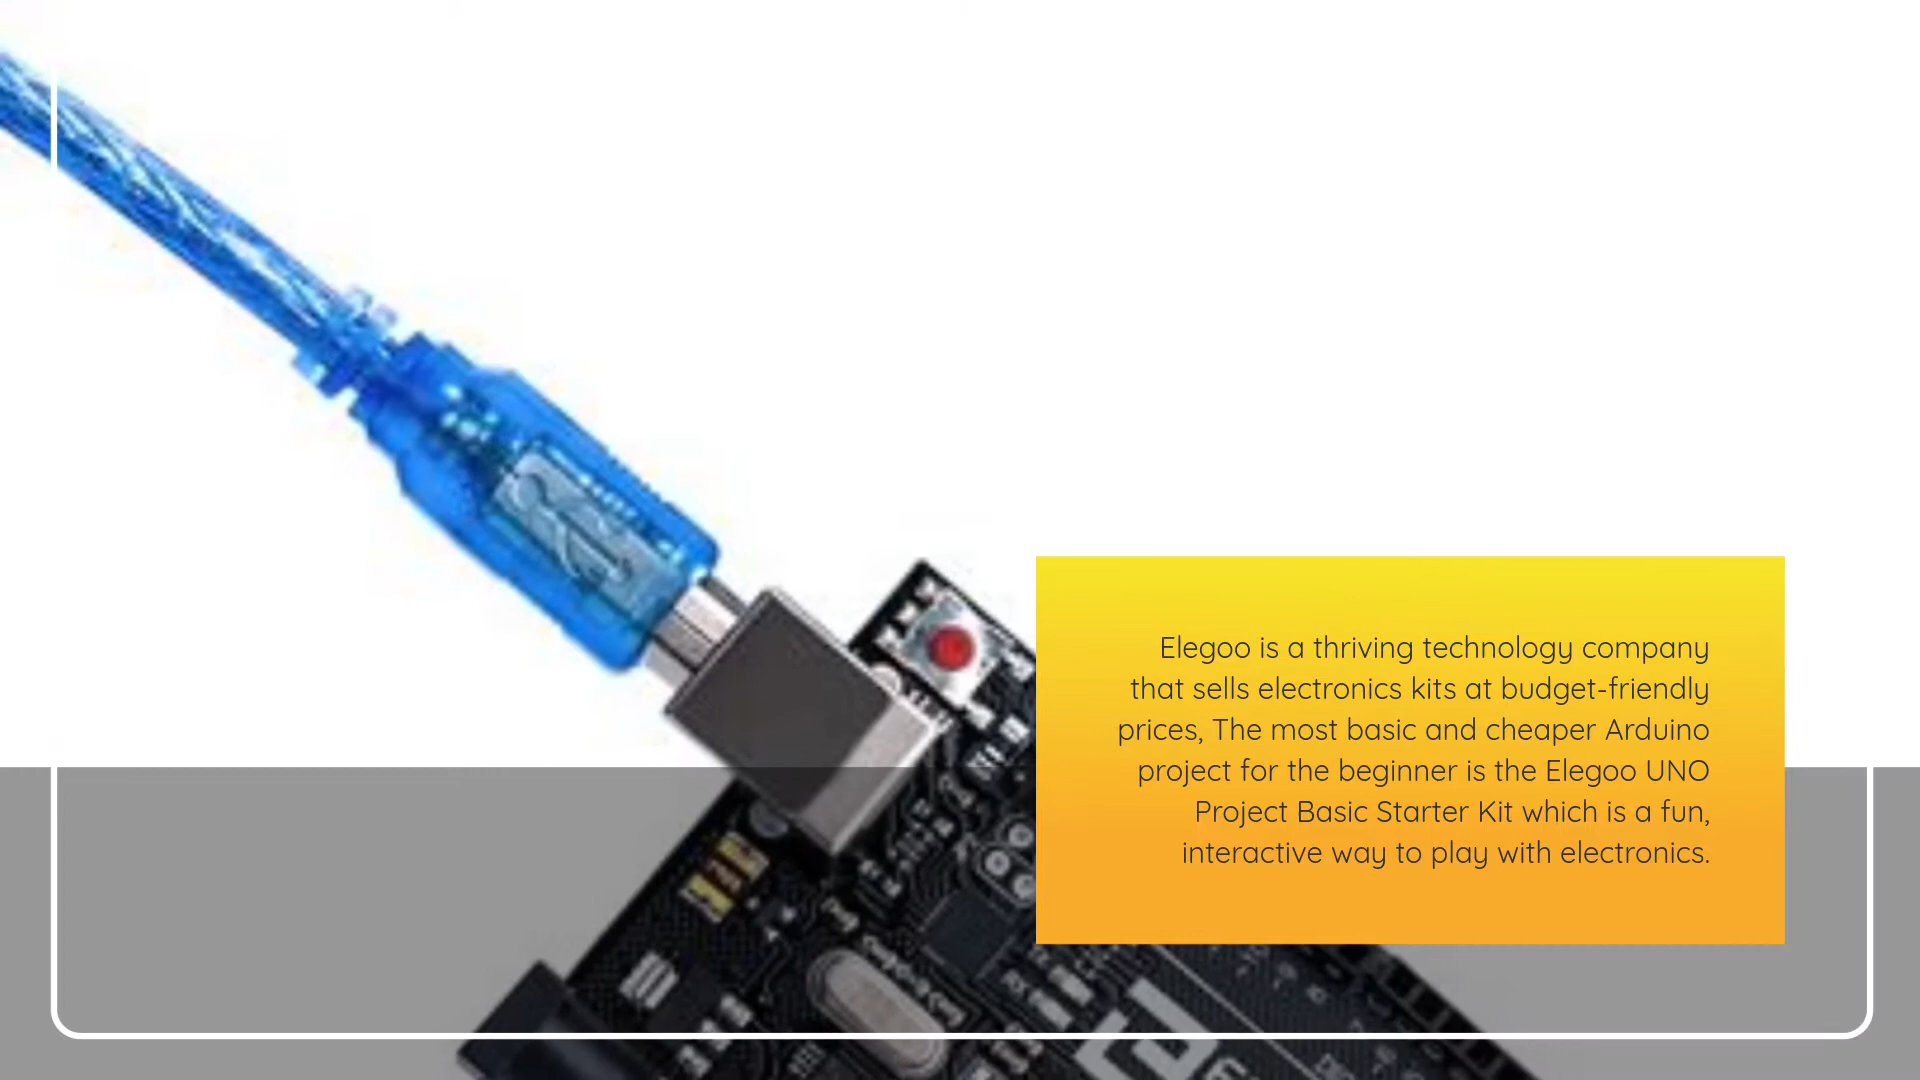 Elegoo is a thriving technology company
that sells electronics kits at budget-friendly
prices, The most basic and cheaper Arduino
project for the beginner is the Elegoo UNO
Project Basic Starter Kit which is a fun,
interactive way to play with electronics.